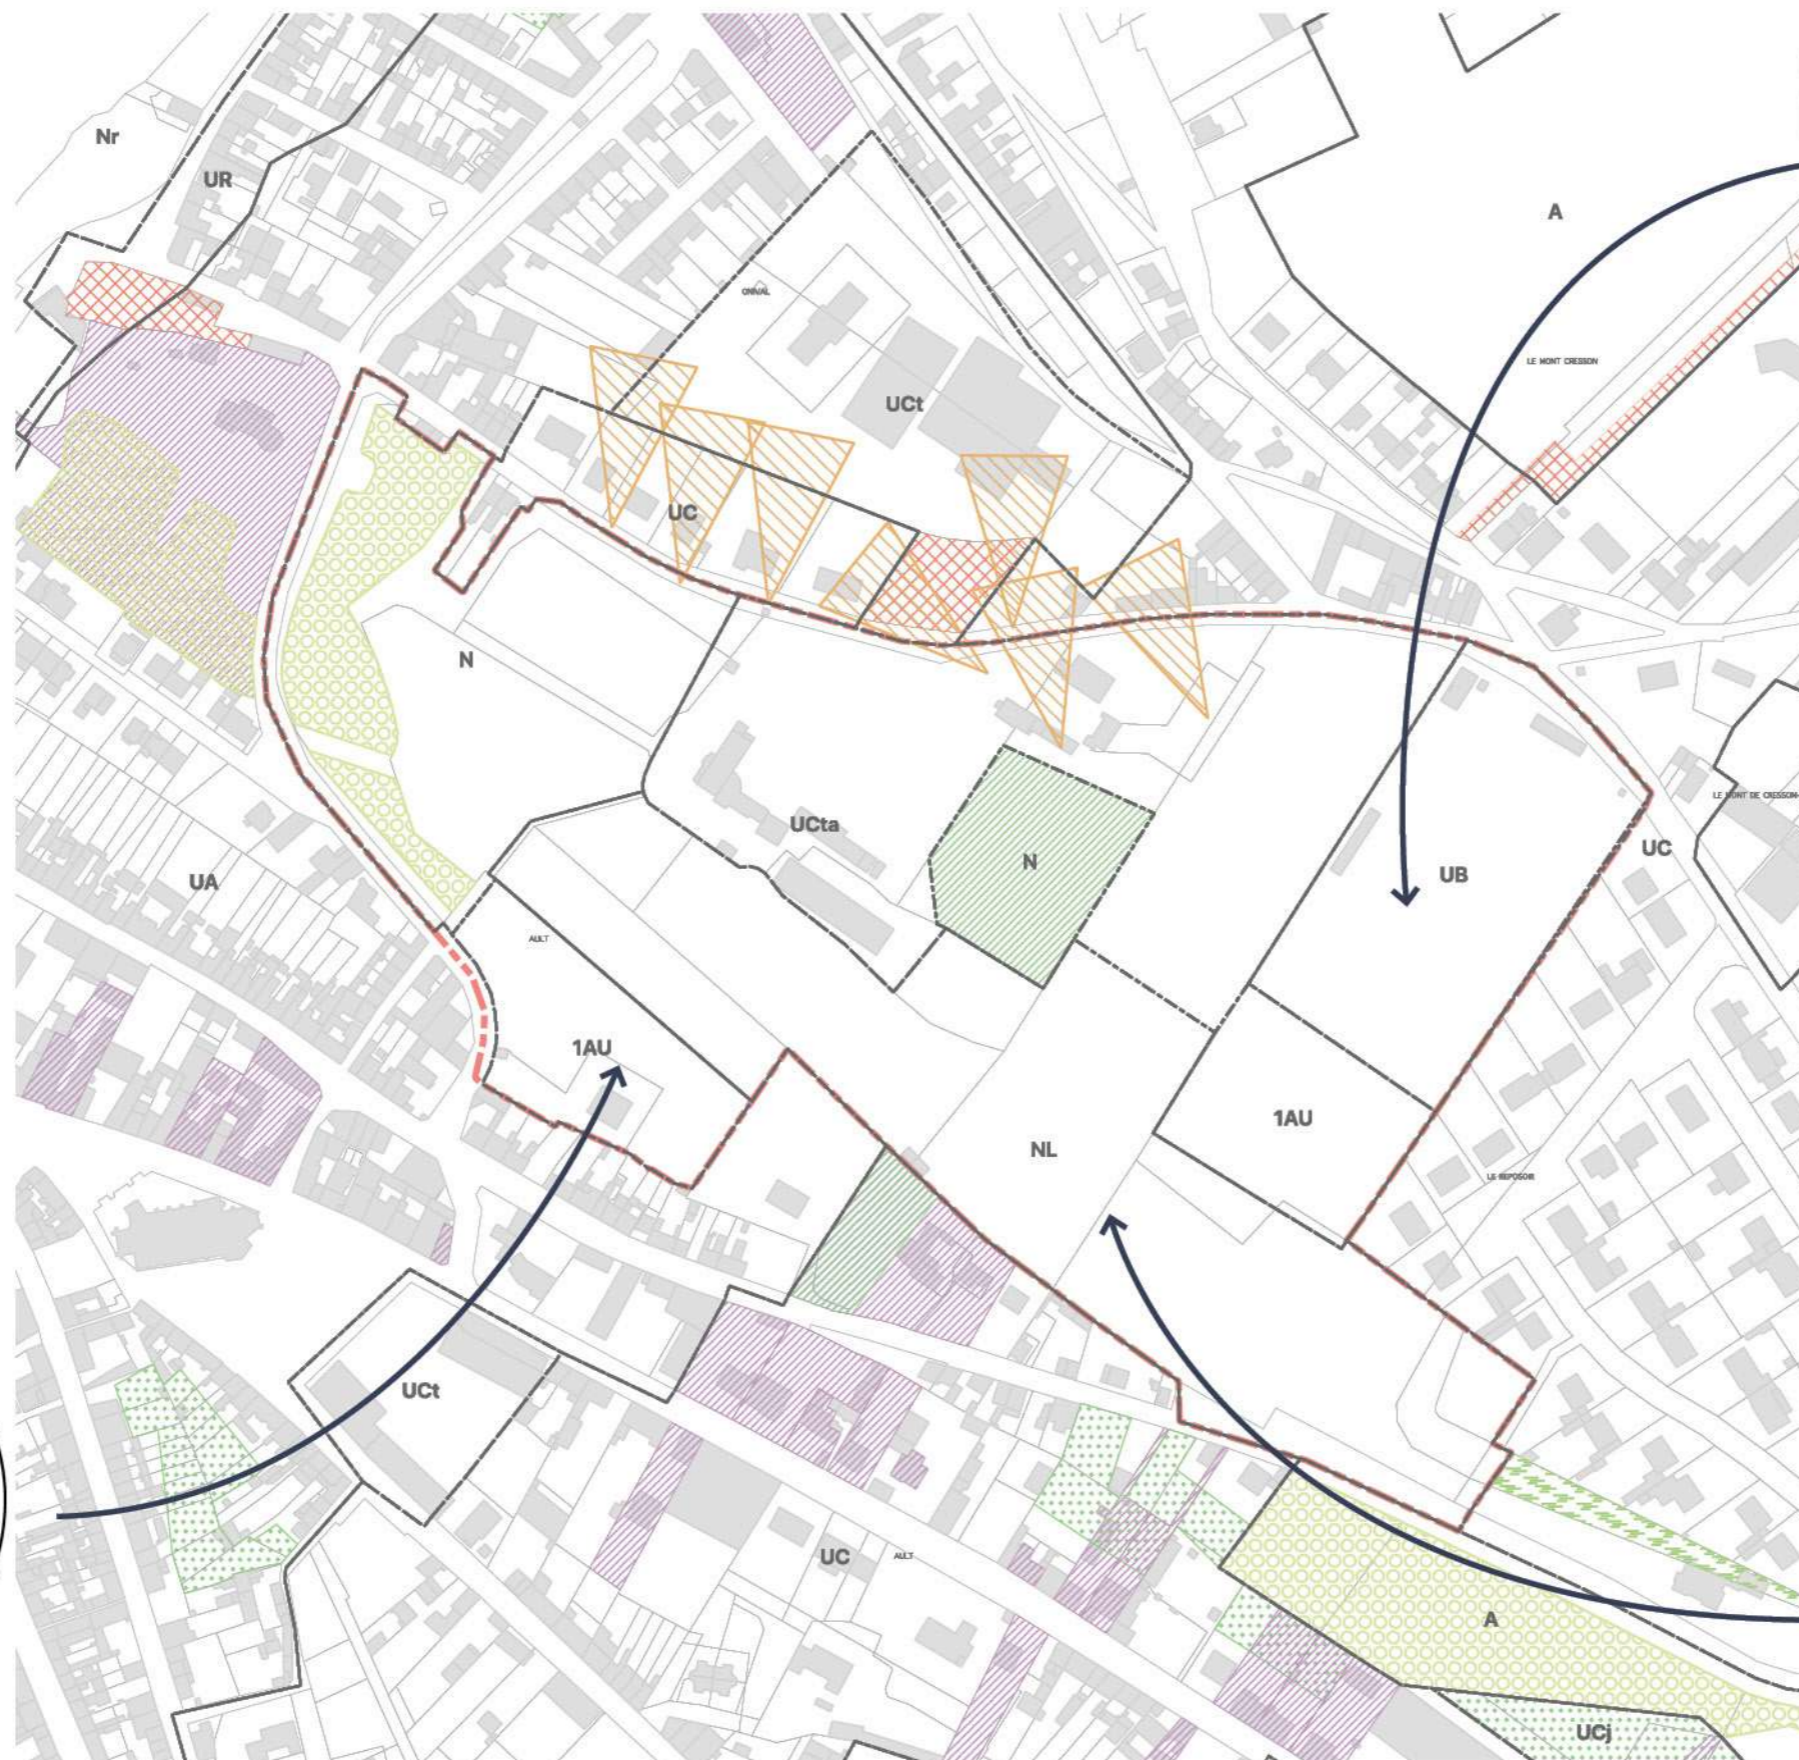 Nr
UR
A
ONIVAL
LE MONT CRESSON
UCt
UC
N
LE MONT DE CRESSON
UCta
UC
N
UB
UA
AULT
1AU
1AU
NL
LE REPOSOIR
UCt
UC
AULT
A
UCj